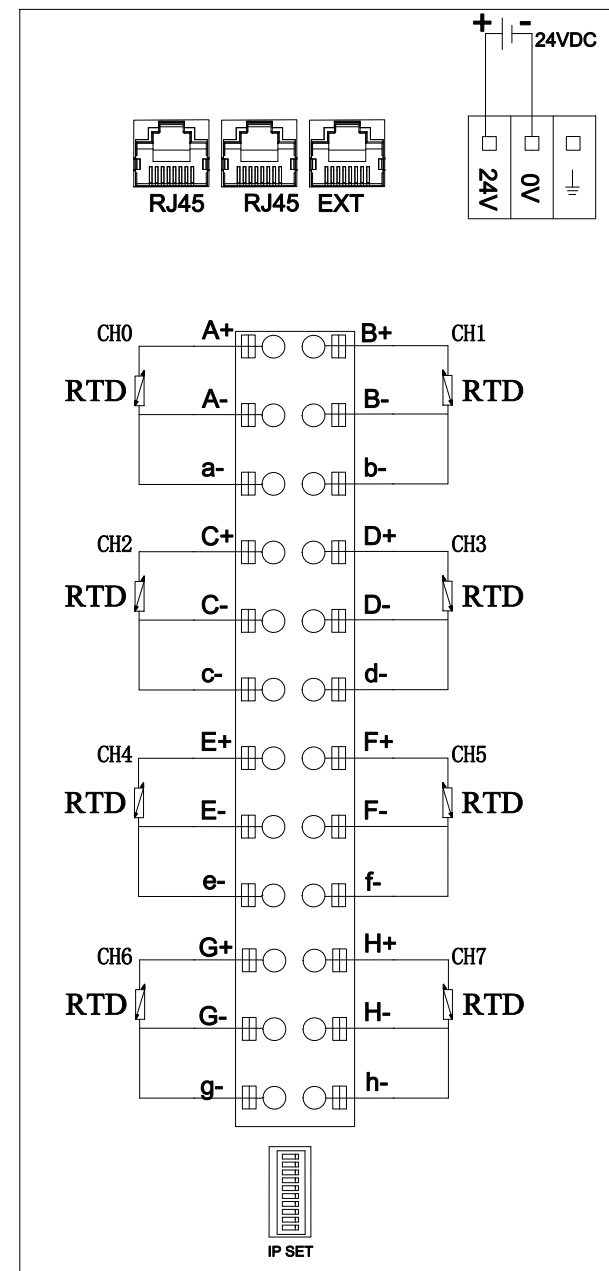 + - 24VDC
RJ45 RJ45 EXT
24V 0V ⏚
CH0 A+ B+ CH1
RTD A- B- RTD
a- b-
CH2 C+ D+ CH3
RTD C- D- RTD
c- d-
CH4 E+ F+ CH5
RTD E- F- RTD
e- f-
CH6 G+ H+ CH7
RTD G- H- RTD
g- h-
IP SET